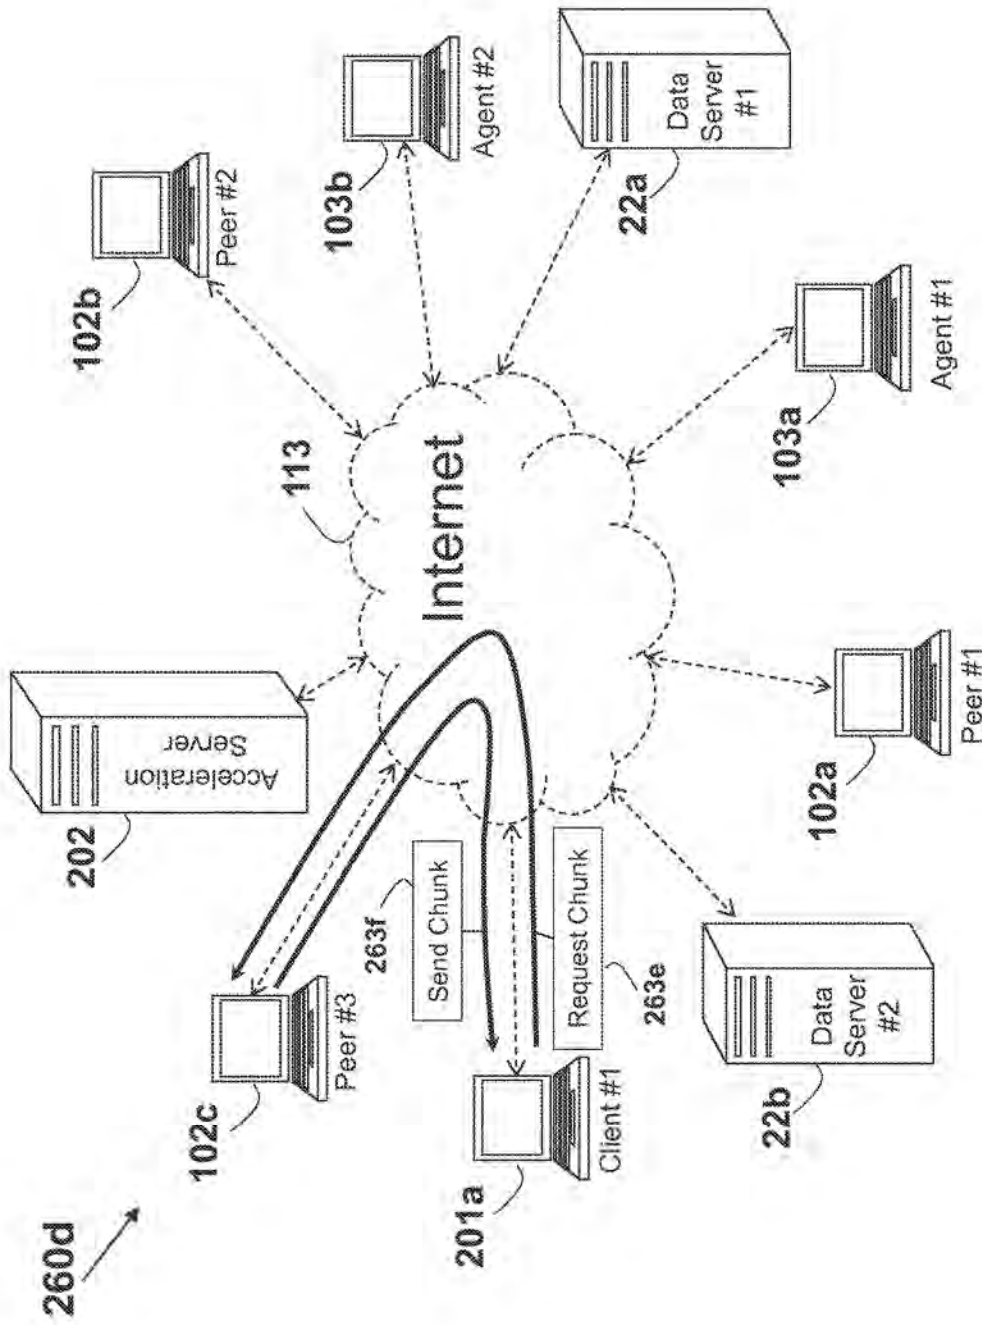 260d
102c
Peer #3
202
Acceleration
Server
113
102b
Peer #2
103b
Agent #2
263f
Send Chunk
Internet
201a
Client #1
Request Chunk
263e
22a
Data
Server
#1
22b
Data
Server
#2
102a
Peer #1
103a
Agent #1